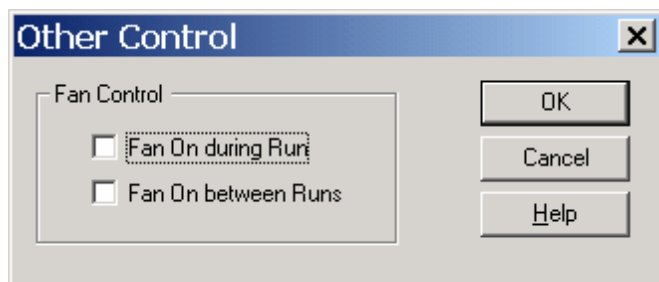 Other Control
Fan Control
Fan On during Run
Fan On between Runs
OK
Cancel
Help